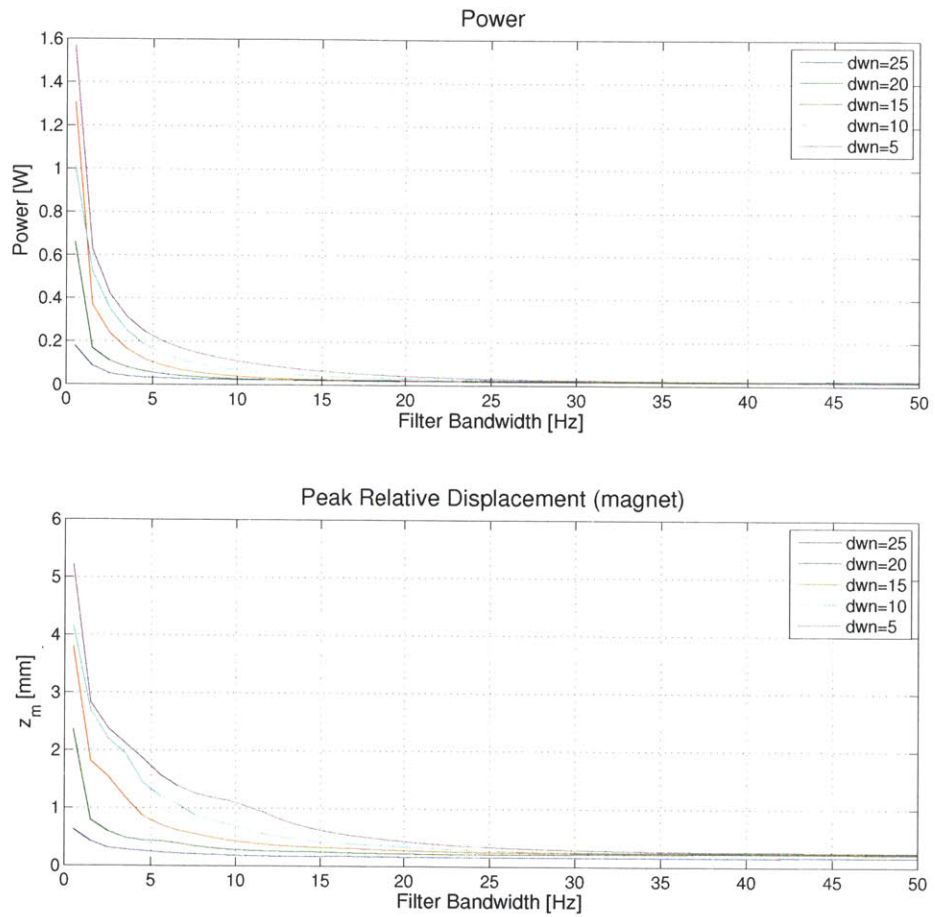 Power
1.6
1.4
1.2
1
0.8
0.6
0.4
0.2
0
Power [W]
dwn=25
dwn=20
dwn=15
dwn=10
dwn=5
0 5 10 15 20 25 30 35 40 45 50
Filter Bandwidth [Hz]
Peak Relative Displacement (magnet)
6
5
4
3
2
1
0
z_m [mm]
dwn=25
dwn=20
dwn=15
dwn=10
dwn=5
0 5 10 15 20 25 30 35 40 45 50
Filter Bandwidth [Hz]